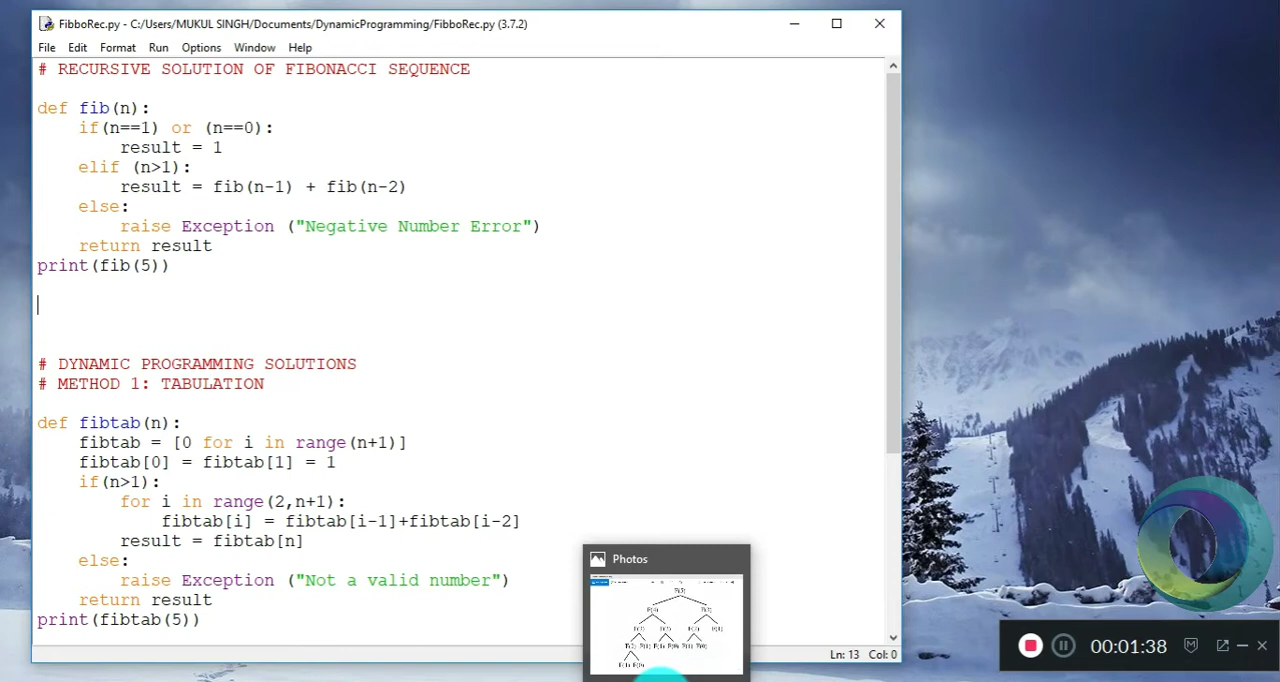 FibboRec.py - C:/Users/MUKUL SINGH/Documents/DynamicProgramming/FibboRec.py (3.7.2)
File Edit Format Run Options Window Help
# RECURSIVE SOLUTION OF FIBONACCI SEQUENCE
def fib(n):
    if(n==1) or (n==0):
        result = 1
    elif (n>1):
        result = fib(n-1) + fib(n-2)
    else:
        raise Exception ("Negative Number Error")
    return result
print(fib(5))
# DYNAMIC PROGRAMMING SOLUTIONS
# METHOD 1: TABULATION
def fibtab(n):
    fibtab = [0 for i in range(n+1)]
    fibtab[0] = fibtab[1] = 1
    if(n>1):
        for i in range(2,n+1):
            fibtab[i] = fibtab[i-1]+fibtab[i-2]
        result = fibtab[n]
    else:
        raise Exception ("Not a valid number")
    return result
print(fibtab(5))
Photos
Ln: 13 Col: 0
00:01:38